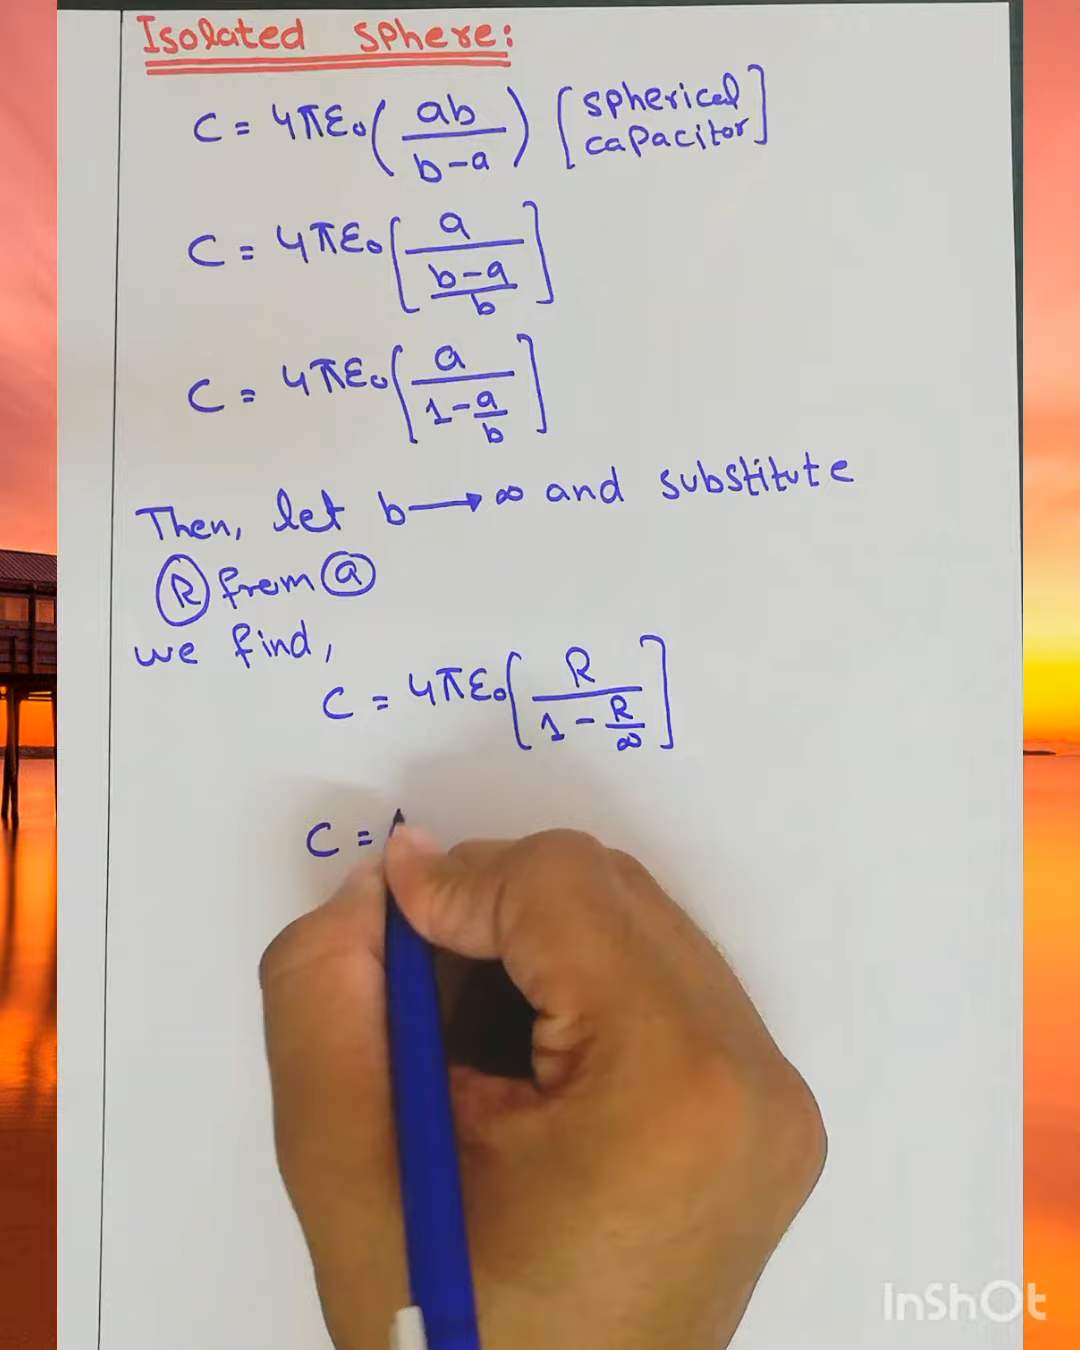 Isolated sphere:
C = 4πε₀(ab/b-a) [spherical capacitor]
C = 4πε₀[a/(b-a/b)]
C = 4πε₀[a/(1-a/b)]
Then, let b⟶∞ and substitute
Ⓡ from ⓐ
we find,
C = 4πε₀[R/(1-R/∞)]
C =
InShOt